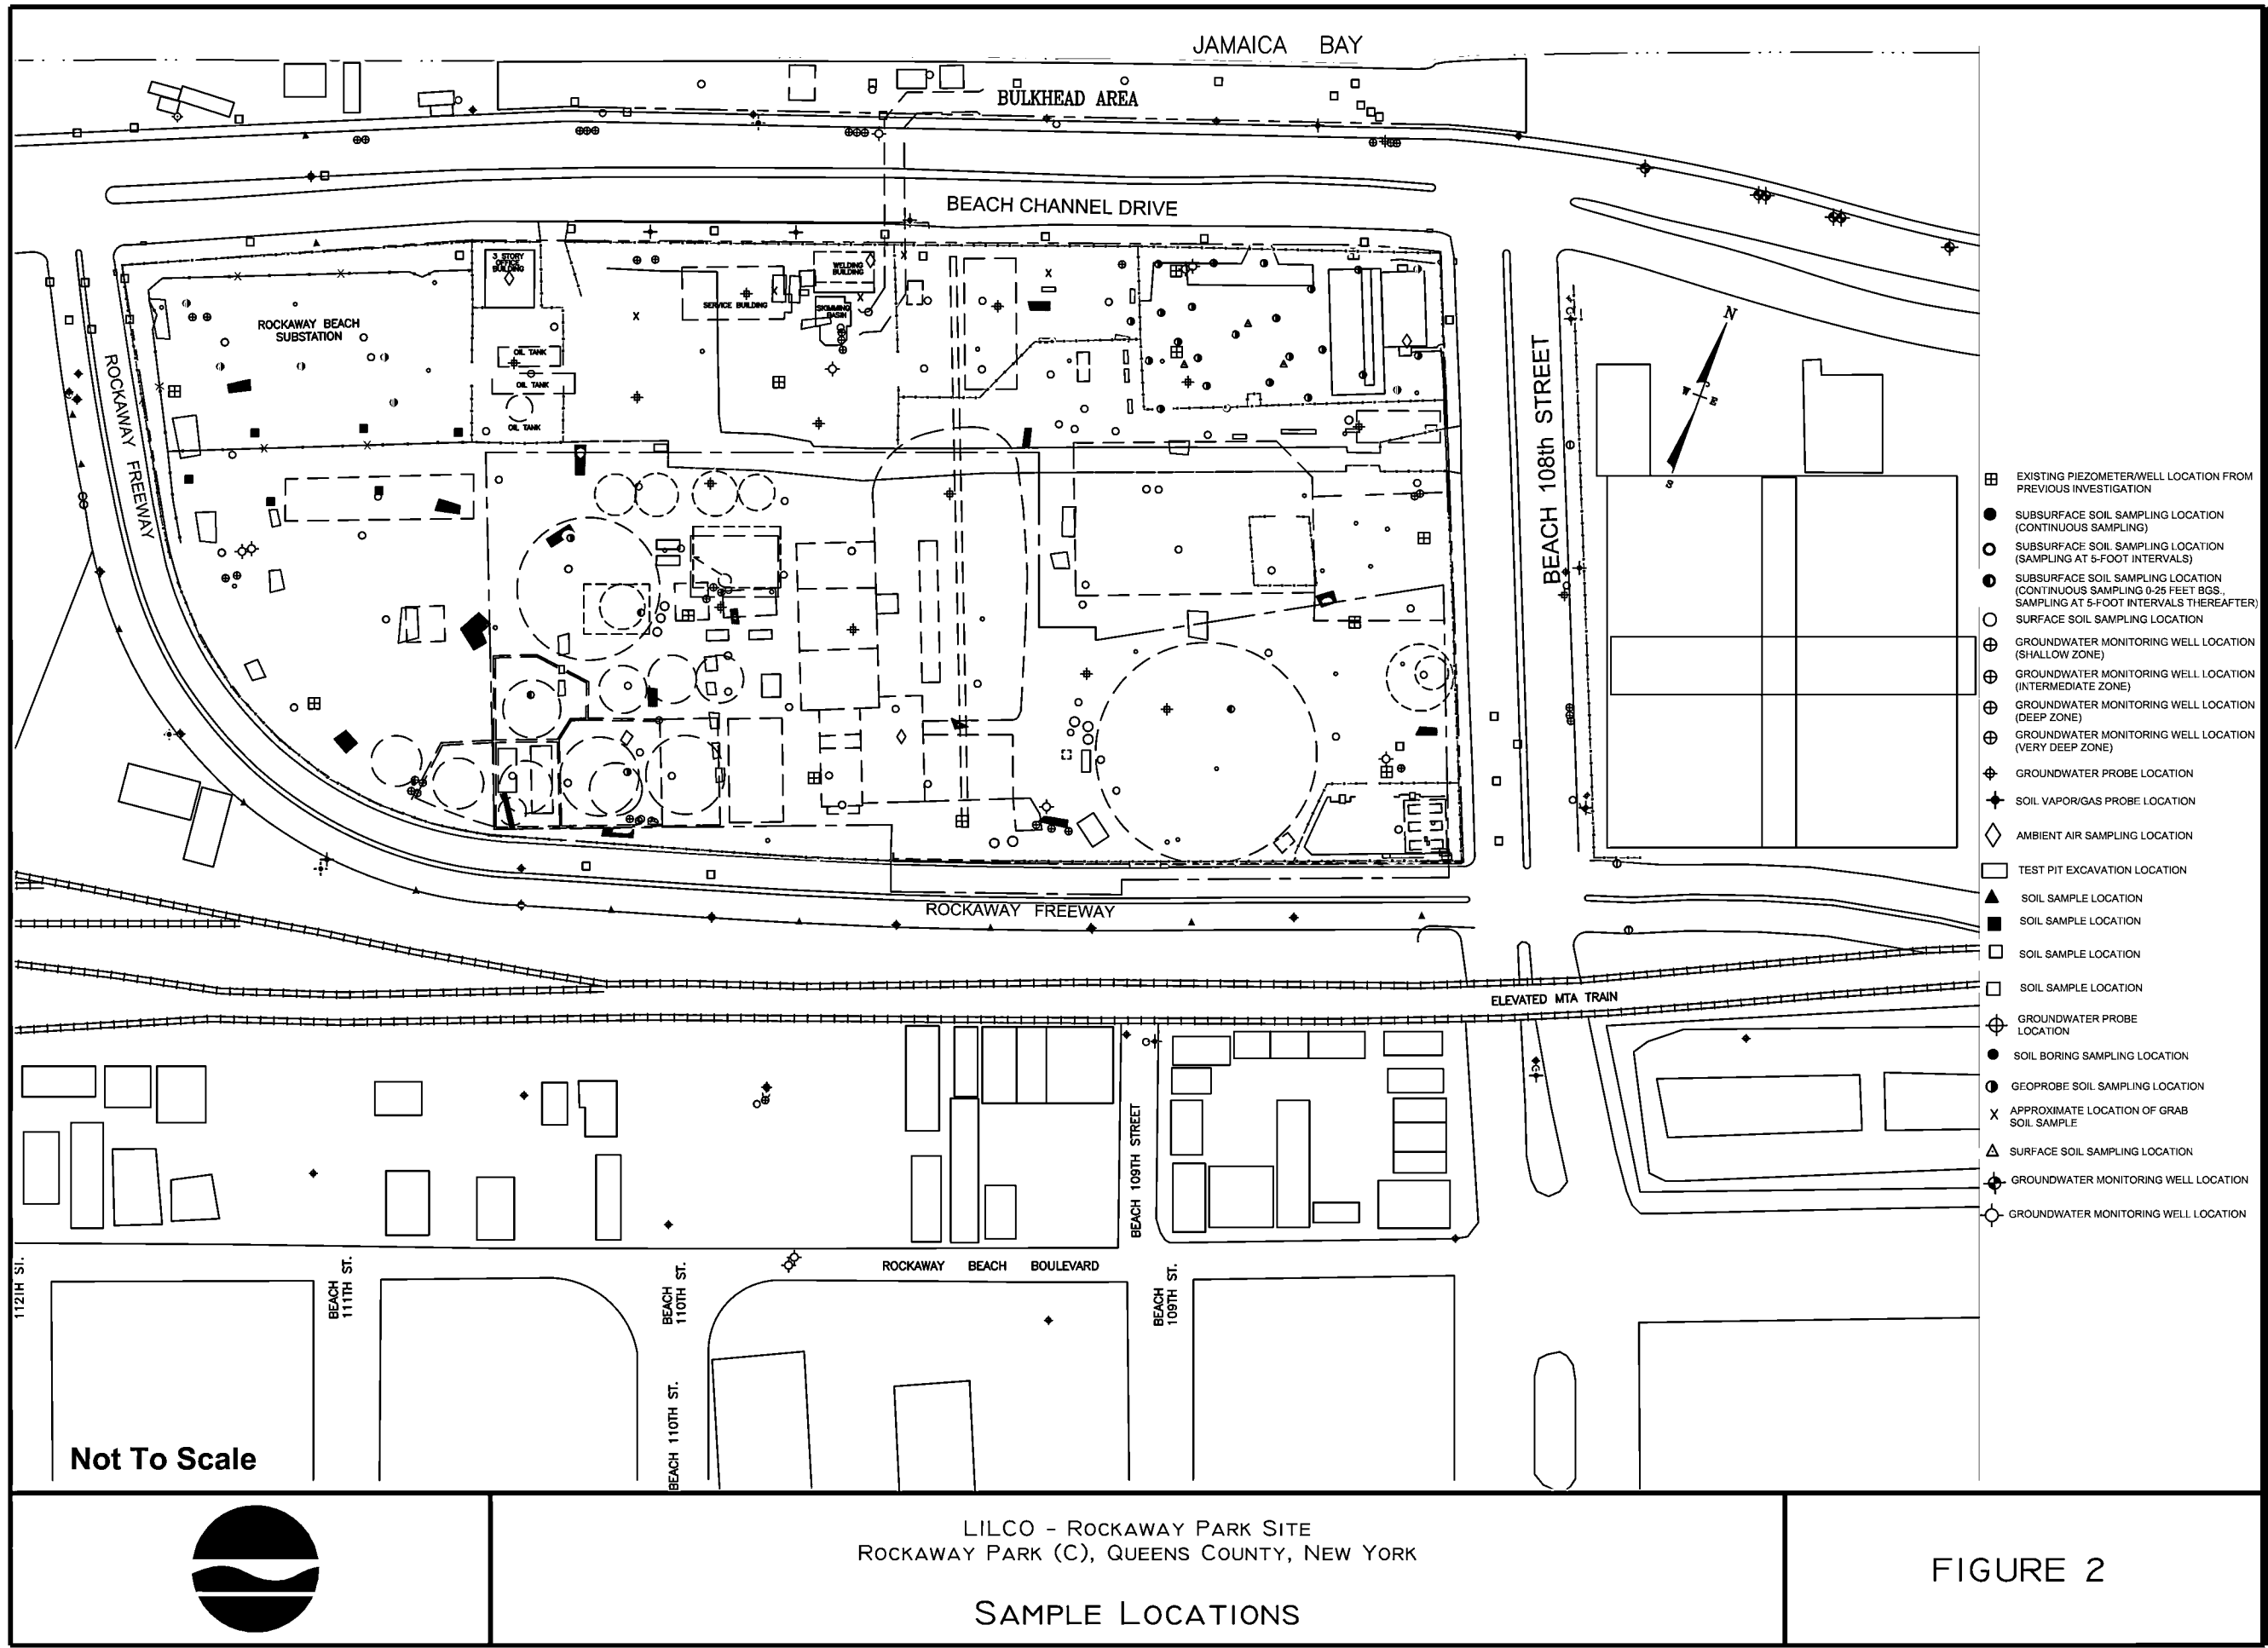 JAMAICA BAY
BULKHEAD AREA
BEACH CHANNEL DRIVE
3 STORY
OFFICE
BUILDING
WELDING
BUILDING
SERVICE BUILDING
SKIMMING
BASIN
ROCKAWAY BEACH
SUBSTATION
OIL TANK
OIL TANK
OIL TANK
ROCKAWAY FREEWAY
BEACH 108th STREET
N
W
E
S
EXISTING PIEZOMETER/WELL LOCATION FROM
PREVIOUS INVESTIGATION
SUBSURFACE SOIL SAMPLING LOCATION
(CONTINUOUS SAMPLING)
SUBSURFACE SOIL SAMPLING LOCATION
(SAMPLING AT 5-FOOT INTERVALS)
SUBSURFACE SOIL SAMPLING LOCATION
(CONTINUOUS SAMPLING 0-25 FEET BGS.,
SAMPLING AT 5-FOOT INTERVALS THEREAFTER)
SURFACE SOIL SAMPLING LOCATION
GROUNDWATER MONITORING WELL LOCATION
(SHALLOW ZONE)
GROUNDWATER MONITORING WELL LOCATION
(INTERMEDIATE ZONE)
GROUNDWATER MONITORING WELL LOCATION
(DEEP ZONE)
GROUNDWATER MONITORING WELL LOCATION
(VERY DEEP ZONE)
GROUNDWATER PROBE LOCATION
SOIL VAPOR/GAS PROBE LOCATION
AMBIENT AIR SAMPLING LOCATION
TEST PIT EXCAVATION LOCATION
SOIL SAMPLE LOCATION
SOIL SAMPLE LOCATION
SOIL SAMPLE LOCATION
SOIL SAMPLE LOCATION
GROUNDWATER PROBE
LOCATION
SOIL BORING SAMPLING LOCATION
GEOPROBE SOIL SAMPLING LOCATION
APPROXIMATE LOCATION OF GRAB
SOIL SAMPLE
SURFACE SOIL SAMPLING LOCATION
GROUNDWATER MONITORING WELL LOCATION
GROUNDWATER MONITORING WELL LOCATION
ROCKAWAY FREEWAY
ELEVATED MTA TRAIN
BEACH 109TH STREET
ROCKAWAY BEACH BOULEVARD
112TH ST.
BEACH
111TH ST.
BEACH
110TH ST.
BEACH
109TH ST.
BEACH 110TH ST.
Not To Scale
LILCO - ROCKAWAY PARK SITE
ROCKAWAY PARK (C), QUEENS COUNTY, NEW YORK
SAMPLE LOCATIONS
FIGURE 2